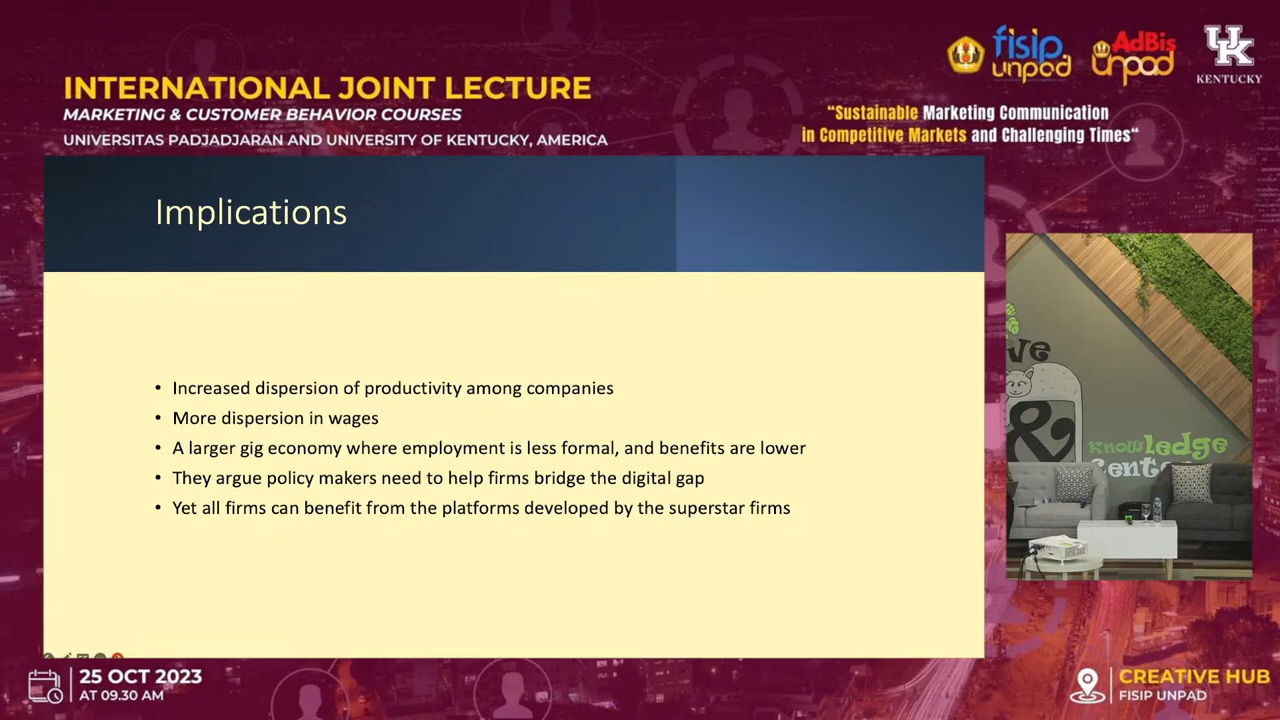 INTERNATIONAL JOINT LECTURE
MARKETING & CUSTOMER BEHAVIOR COURSES
UNIVERSITAS PADJADJARAN AND UNIVERSITY OF KENTUCKY, AMERICA
fisip
unpad
AdBis
unpad
UK
KENTUCKY
“Sustainable Marketing Communication
in Competitive Markets and Challenging Times“
Implications
• Increased dispersion of productivity among companies
• More dispersion in wages
• A larger gig economy where employment is less formal, and benefits are lower
• They argue policy makers need to help firms bridge the digital gap
• Yet all firms can benefit from the platforms developed by the superstar firms
&
Knowledge
25 OCT 2023
AT 09.30 AM
CREATIVE HUB
FISIP UNPAD